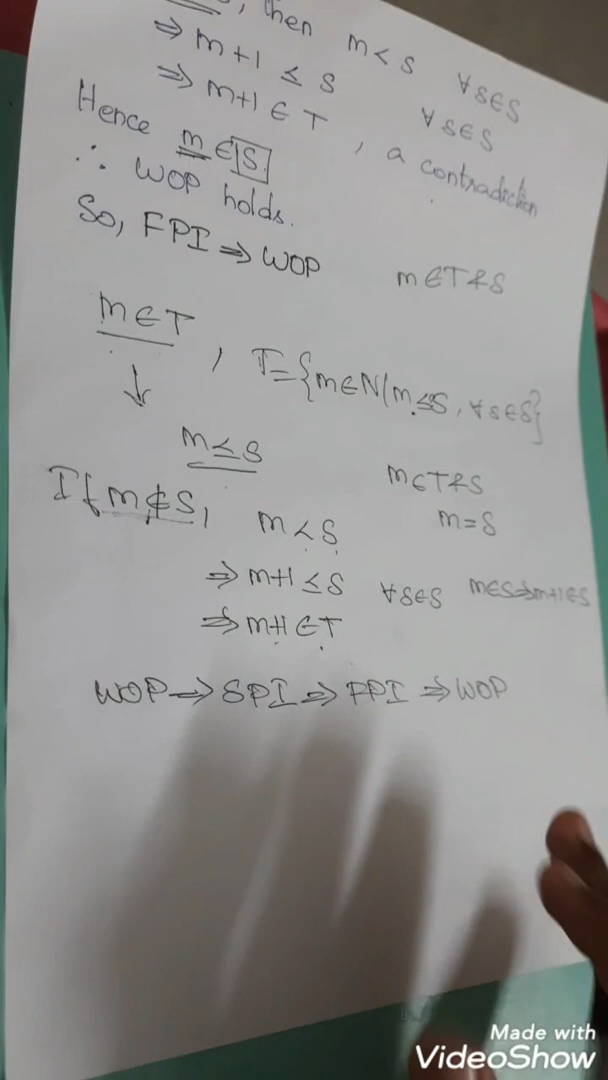 , then m < s ∀s∈S
⇒ m+1 ≤ s ∀s∈S
⇒ m+1 ∈ T, a contradiction
Hence m ∈ S.
∴ WOP holds.
So, FPI ⇒ WOP
m∈T & S
m∈T, T={m∈N/m≤s, ∀s∈S}
↓
m≤s
m∈T & S
m=s
If m∉S, m<s
⇒ m+1 ≤ s ∀s∈S
m∈S⇒m+1∈S
⇒ m+1∈T
WOP → SPI ⇒ FPI ⇒ WOP
Made with
VideoShow